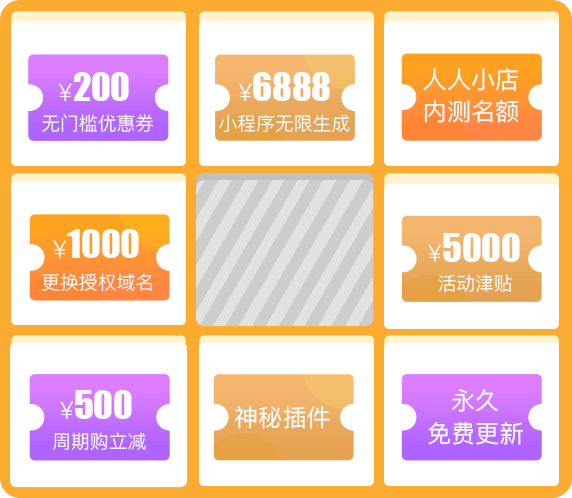 ¥200
无门槛优惠券
¥6888
小程序无限生成
人人小店
内测名额
¥1000
更换授权域名
¥5000
活动津贴
¥500
周期购立减
神秘插件
永久
免费更新